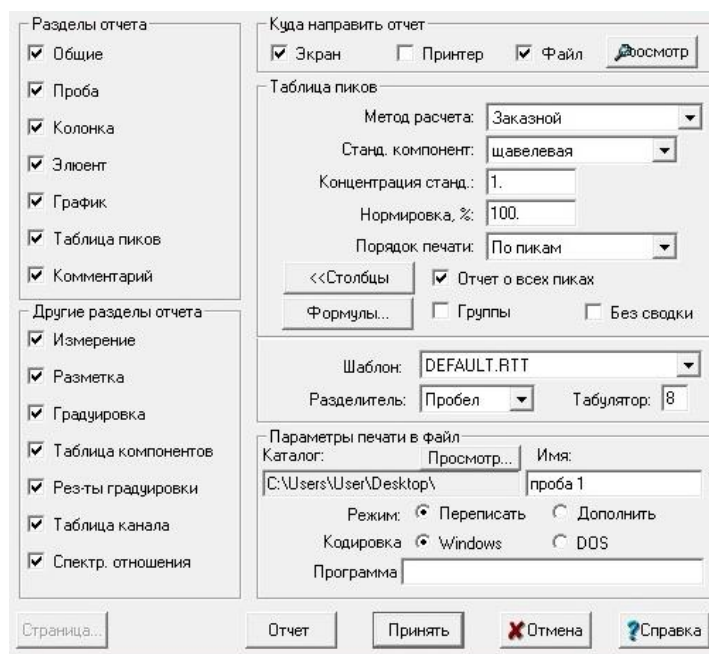 Разделы отчета
Общие
Проба
Колонка
Элюент
График
Таблица пиков
Комментарий
Другие разделы отчета
Измерение
Разметка
Градуировка
Таблица компонентов
Рез-ты градуировки
Таблица канала
Спектр. отношения
Куда направить отчет
Экран Принтер Файл росмотр
Таблица пиков
Метод расчета: Заказной
Станд. компонент: щавелевая
Концентрация станд.: 1.
Нормировка, %: 100.
Порядок печати: По пикам
<<Столбцы Отчет о всех пиках
Формулы... Группы Без сводки
Шаблон: DEFAULT.RTT
Разделитель: Пробел Табулятор: 8
Параметры печати в файл
Каталог: Просмотр... Имя:
C:\Users\User\Desktop\ проба 1
Режим: Переписать Дополнить
Кодировка Windows DOS
Программа
Страница... Отчет Принять Отмена Справка